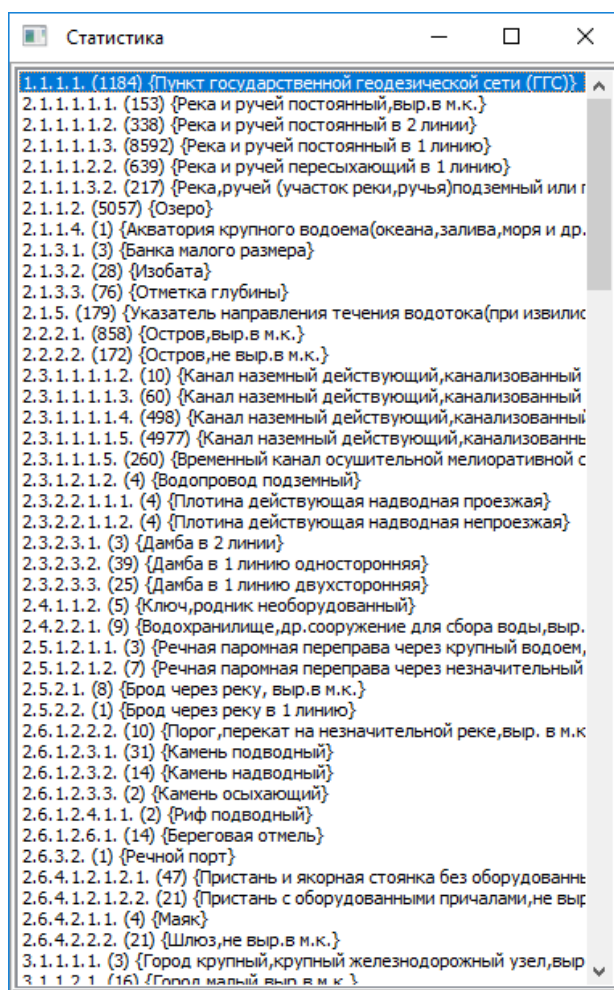 Статистика
1.1.1.1. (1184) {Пункт государственной геодезической сети (ГГС)}
2.1.1.1.1.1. (153) {Река и ручей постоянный,выр.в м.к.}
2.1.1.1.1.2. (338) {Река и ручей постоянный в 2 линии}
2.1.1.1.1.3. (8592) {Река и ручей постоянный в 1 линию}
2.1.1.1.2.2. (639) {Река и ручей пересыхающий в 1 линию}
2.1.1.1.3.2. (217) {Река,ручей (участок реки,ручья)подземный или
2.1.1.2. (5057) {Озеро}
2.1.1.4. (1) {Акватория крупного водоема(океана,залива,моря и др.
2.1.3.1. (3) {Банка малого размера}
2.1.3.2. (28) {Изобата}
2.1.3.3. (76) {Отметка глубины}
2.1.5. (179) {Указатель направления течения водотока(при извилис
2.2.2.1. (858) {Остров,выр.в м.к.}
2.2.2.2. (172) {Остров,не выр.в м.к.}
2.3.1.1.1.1.2. (10) {Канал наземный действующий,канализованный
2.3.1.1.1.1.3. (60) {Канал наземный действующий,канализованный
2.3.1.1.1.1.4. (498) {Канал наземный действующий,канализованный
2.3.1.1.1.1.5. (4977) {Канал наземный действующий,канализованнь
2.3.1.1.1.5. (260) {Временный канал осушительной мелиоративной с
2.3.1.2.1.2. (4) {Водопровод подземный}
2.3.2.2.1.1.1. (4) {Плотина действующая надводная проезжая}
2.3.2.2.1.1.2. (4) {Плотина действующая надводная непроезжая}
2.3.2.3.1. (3) {Дамба в 2 линии}
2.3.2.3.2. (39) {Дамба в 1 линию односторонняя}
2.3.2.3.3. (25) {Дамба в 1 линию двухсторонняя}
2.4.1.1.2. (5) {Ключ,родник необорудованный}
2.4.2.2.1. (9) {Водохранилище,др.сооружение для сбора воды,выр.
2.5.1.2.1.1. (3) {Речная паромная переправа через крупный водоем,
2.5.1.2.1.2. (7) {Речная паромная переправа через незначительный
2.5.2.1. (8) {Брод через реку, выр.в м.к.}
2.5.2.2. (1) {Брод через реку в 1 линию}
2.6.1.2.2.2. (10) {Порог,перекат на незначительной реке,выр. в м.к
2.6.1.2.3.1. (31) {Камень подводный}
2.6.1.2.3.2. (14) {Камень надводный}
2.6.1.2.3.3. (2) {Камень осыхающий}
2.6.1.2.4.1.1. (2) {Риф подводный}
2.6.1.2.6.1. (14) {Береговая отмель}
2.6.3.2. (1) {Речной порт}
2.6.4.1.2.1.2.1. (47) {Пристань и якорная стоянка без оборудованнь
2.6.4.1.2.1.2.2. (21) {Пристань с оборудованными причалами,не выр
2.6.4.2.1.1. (4) {Маяк}
2.6.4.2.2.2. (21) {Шлюз,не выр.в м.к.}
3.1.1.1.1. (3) {Город крупный,крупный железнодорожный узел,выр
3.1.1.2.1. (16) {Город малый,выр.в м.к.}